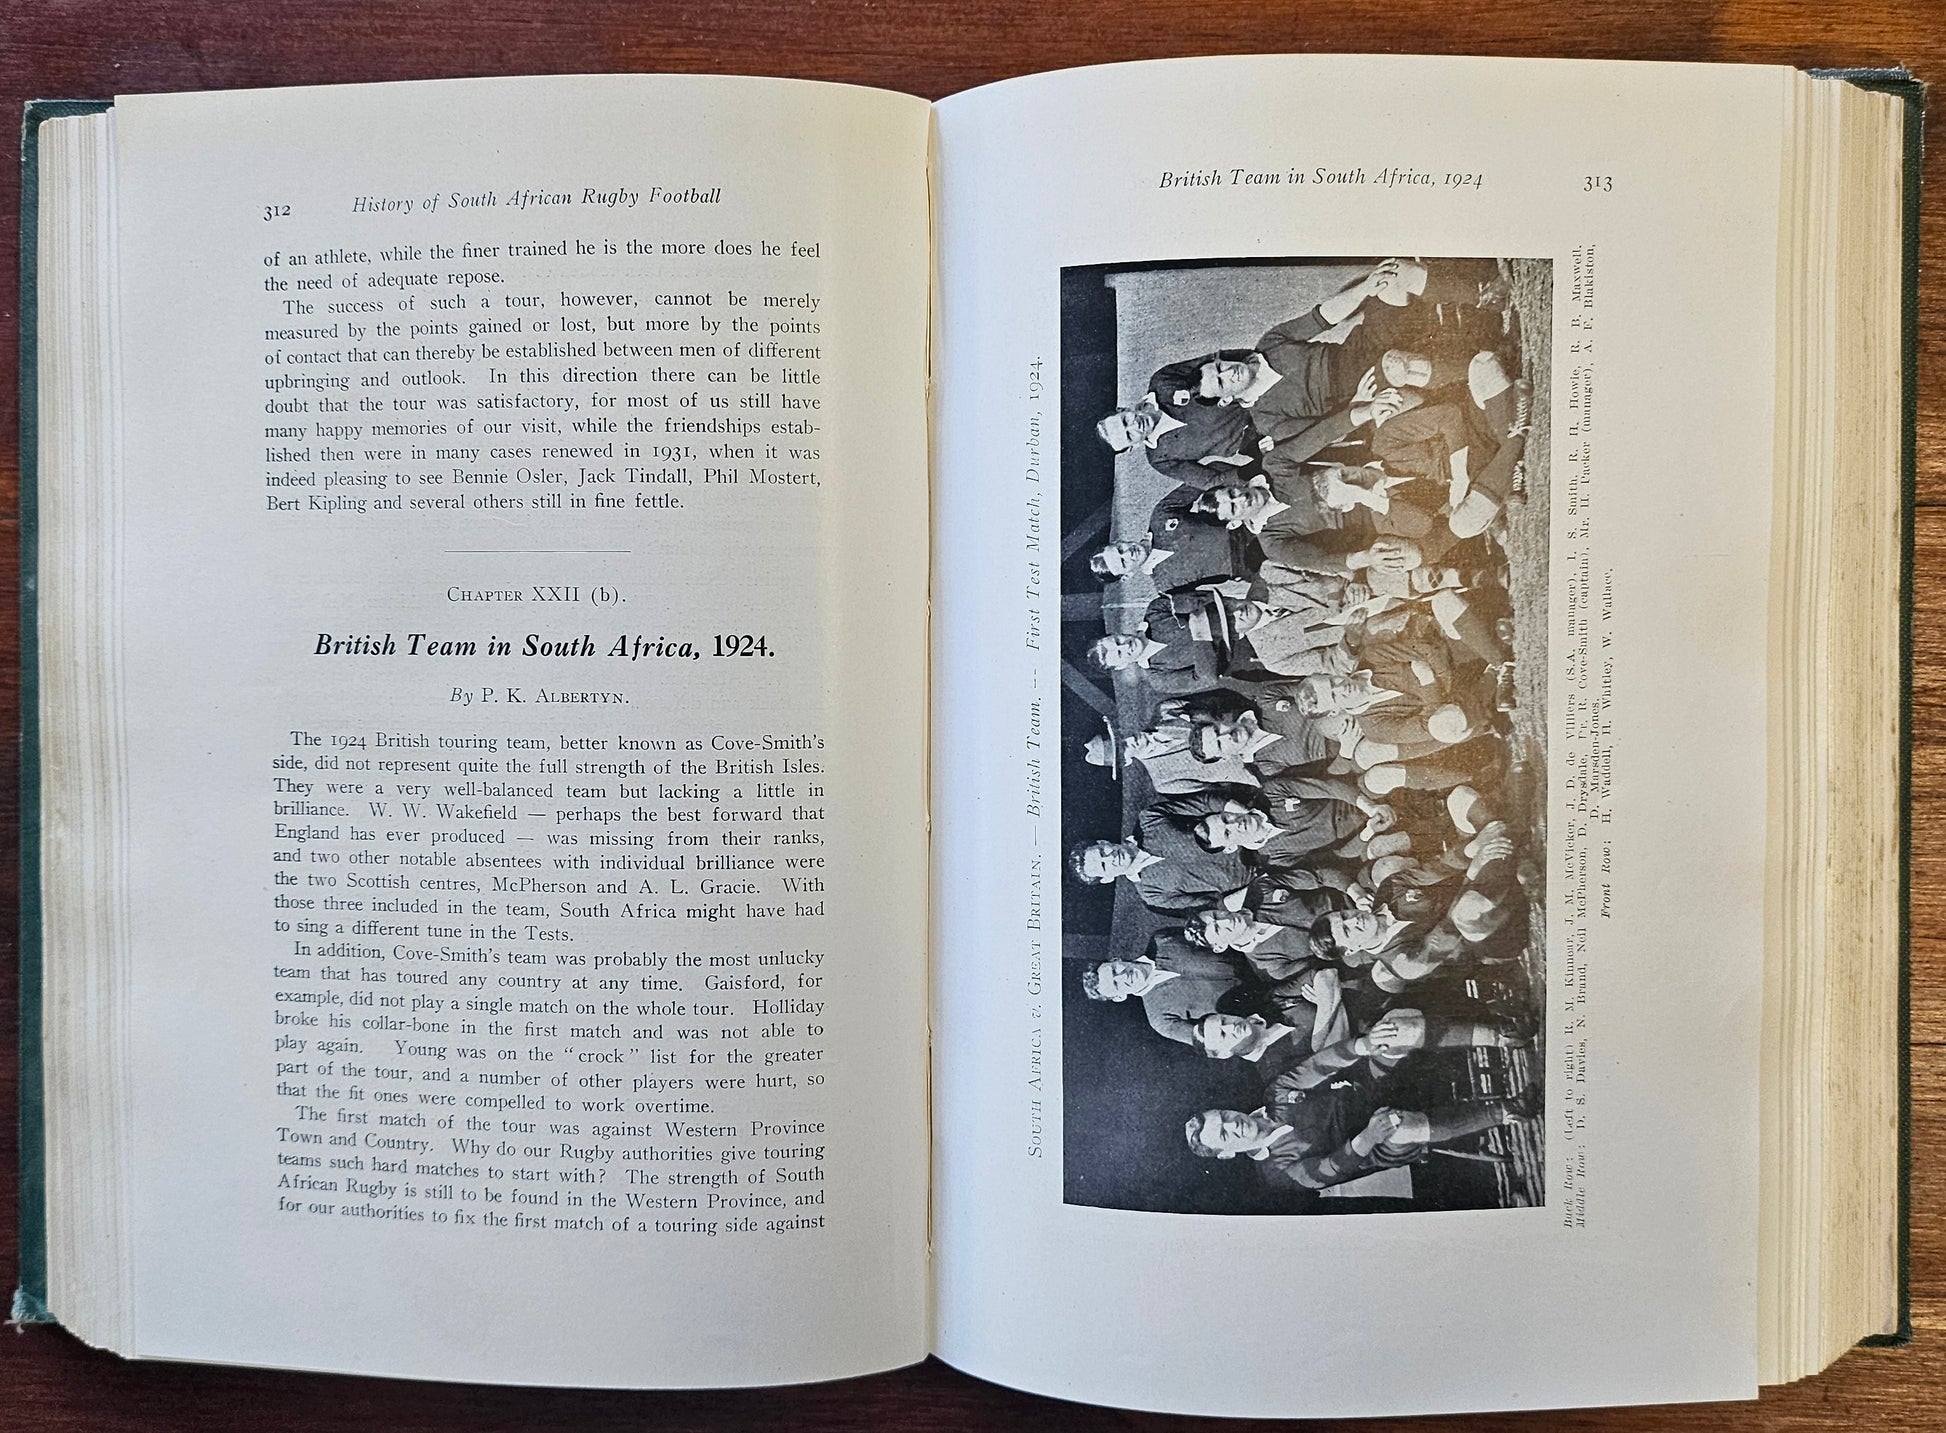 312
History of South African Rugby Football
of an athlete, while the finer trained he is the more does he feel
the need of adequate repose.
The success of such a tour, however, cannot be merely
measured by the points gained or lost, but more by the points
of contact that can thereby be established between men of different
upbringing and outlook. In this direction there can be little
doubt that the tour was satisfactory, for most of us still have
many happy memories of our visit, while the friendships estab-
lished then were in many cases renewed in 1931, when it was
indeed pleasing to see Bennie Osler, Jack Tindall, Phil Mostert,
Bert Kipling and several others still in fine fettle.
CHAPTER XXII (b).
British Team in South Africa, 1924.
By P. K. ALBERTYN.
The 1924 British touring team, better known as Cove-Smith's
side, did not represent quite the full strength of the British Isles.
They were a very well-balanced team but lacking a little in
brilliance. W. W. Wakefield — perhaps the best forward that
England has ever produced — was missing from their ranks,
and two other notable absentees with individual brilliance were
the two Scottish centres, McPherson and A. L. Gracie. With
those three included in the team, South Africa might have had
to sing a different tune in the Tests.
In addition, Cove-Smith's team was probably the most unlucky
team that has toured any country at any time. Gaisford, for
example, did not play a single match on the whole tour. Holliday
broke his collar-bone in the first match and was not able to
play again. Young was on the "crock" list for the greater
part of the tour, and a number of other players were hurt, so
that the fit ones were compelled to work overtime.
The first match of the tour was against Western Province
Town and Country. Why do our Rugby authorities give touring
teams such hard matches to start with? The strength of South
African Rugby is still to be found in the Western Province, and
for our authorities to fix the first match of a touring side against
British Team in South Africa, 1924
313
SOUTH AFRICA v. GREAT BRITAIN. — British Team. — First Test Match, Durban, 1924.
Back Row: (Left to right) R. M. Kinnear, J. M. McVicker, J. D. de Villiers (S.A. manager), I. S. Smith, R. H. Howie, R. B. Maxwell.
Middle Row: D. S. Davies, N. Brand, Neil McPherson, D. Drysdale, Dr. R. Cove-Smith (captain), Mr. H. Packer (manager), A. F. Blakiston,
D. Marsden-Jones.
Front Row: H. Waddell, H. Whitley, W. Wallace.